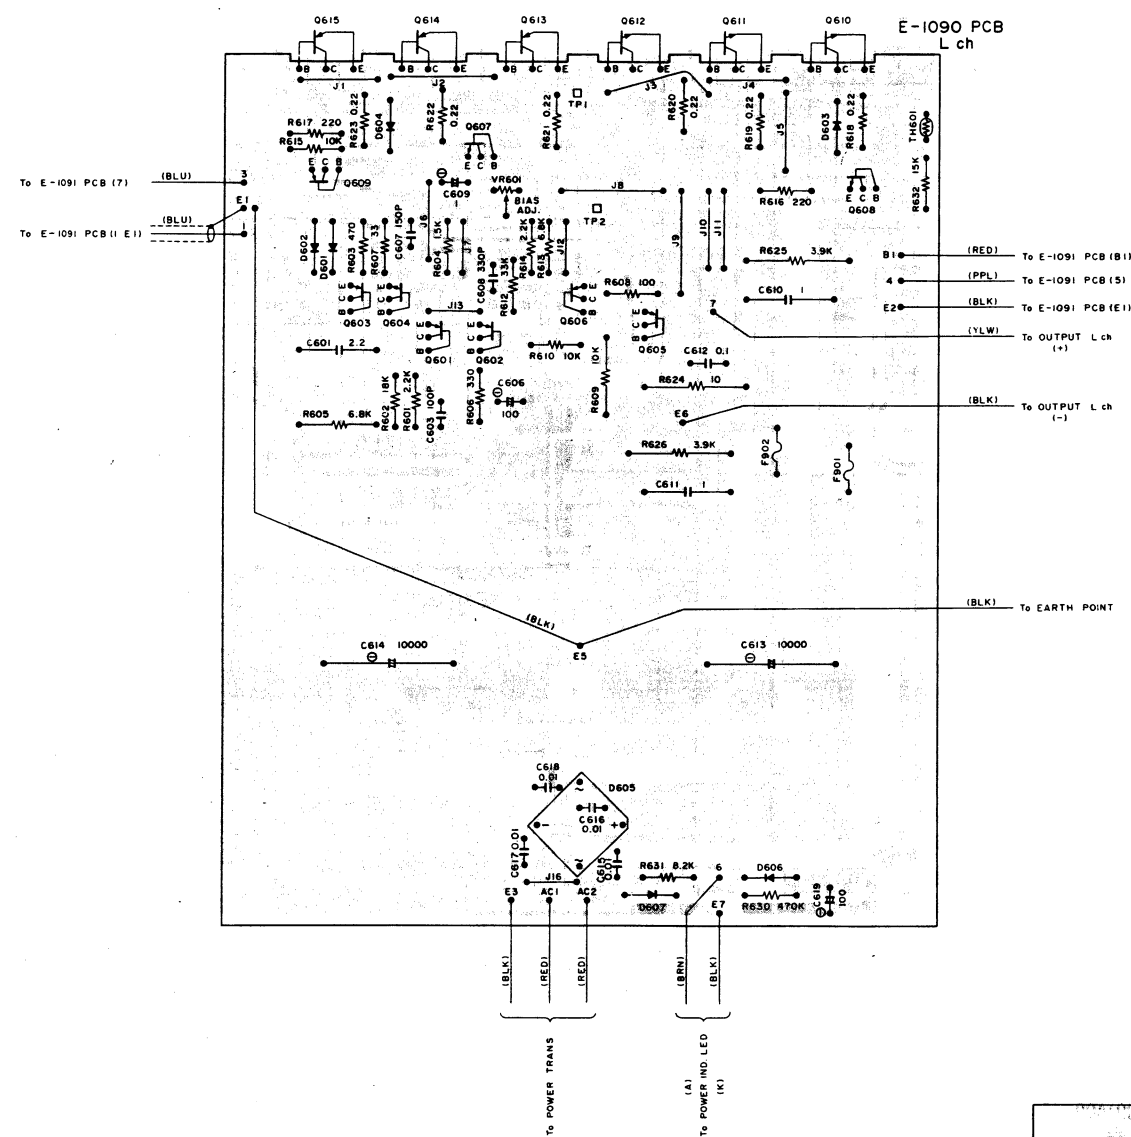 Q615 Q614 Q613 Q612 Q611 Q610
E-1090 PCB
L ch
B C E B C E B C E B C E B C E B C E
J1 J2 J3 J4
TP1
R623 0.22
D604
R622 0.22
R621 0.22
R620 0.22
R619 0.22
J5
D603
R618 0.22
TH601
R617 220
R615 10K
Q607
E C B
E C B
Q609
C609
1
VR601
BIAS
ADJ.
J8
TP2
R616 220
E C B
Q608
R632 15K
To E-1091 PCB (7) (BLU) 3
E1
(BLU)
To E-1091 PCB (1 E1) 1
D602
D601
R603 470
R607 33
C607 150P
J6
R604 1.5K
J7
C608 330P
R612 33K
R614 2.2K
R613 6.8K
J12
J9
J10
J11
R625 3.9K
B1 (RED) To E-1091 PCB (B1)
4 (PPL) To E-1091 PCB (5)
E2 (BLK) To E-1091 PCB (E1)
R608 100
C610 1
7
(YLW) To OUTPUT L ch
(+)
E C B
Q603
E C B
Q604
J13
E C B
Q606
E C B
Q605
E C B
Q601
E C B
Q602
C601 2.2
R610 10K
R609 10K
C612 0.1
R624 10
R602 18K
R601 2.2K
C603 100P
R606 330
C606
100
R605 6.8K
E6
(BLK) To OUTPUT L ch
(-)
R626 3.9K
F902
F901
C611 1
(BLK)
E5
(BLK) To EARTH POINT
C614 10000
C613 10000
C618
0.01
D605
~
C616
0.01
- +
~
C617 0.01
C615 0.01
J16
E3 AC1 AC2
R631 8.2K
D607
6
E7
D606
R630 470K
C619
100
(BLK) (RED) (RED) (BRN) (BLK)
To POWER TRANS
To POWER IND. LED
(A)
(K)